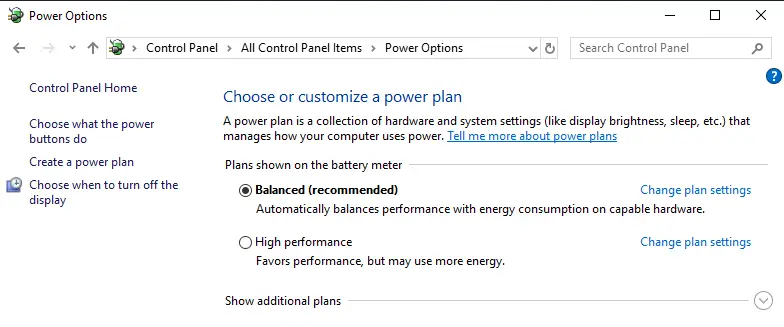 Power Options
Control Panel > All Control Panel Items > Power Options
Search Control Panel
?
Control Panel Home
Choose what the power
buttons do
Create a power plan
Choose when to turn off the
display
Choose or customize a power plan
A power plan is a collection of hardware and system settings (like display brightness, sleep, etc.) that
manages how your computer uses power. Tell me more about power plans
Plans shown on the battery meter
Balanced (recommended) Change plan settings
Automatically balances performance with energy consumption on capable hardware.
High performance Change plan settings
Favors performance, but may use more energy.
Show additional plans